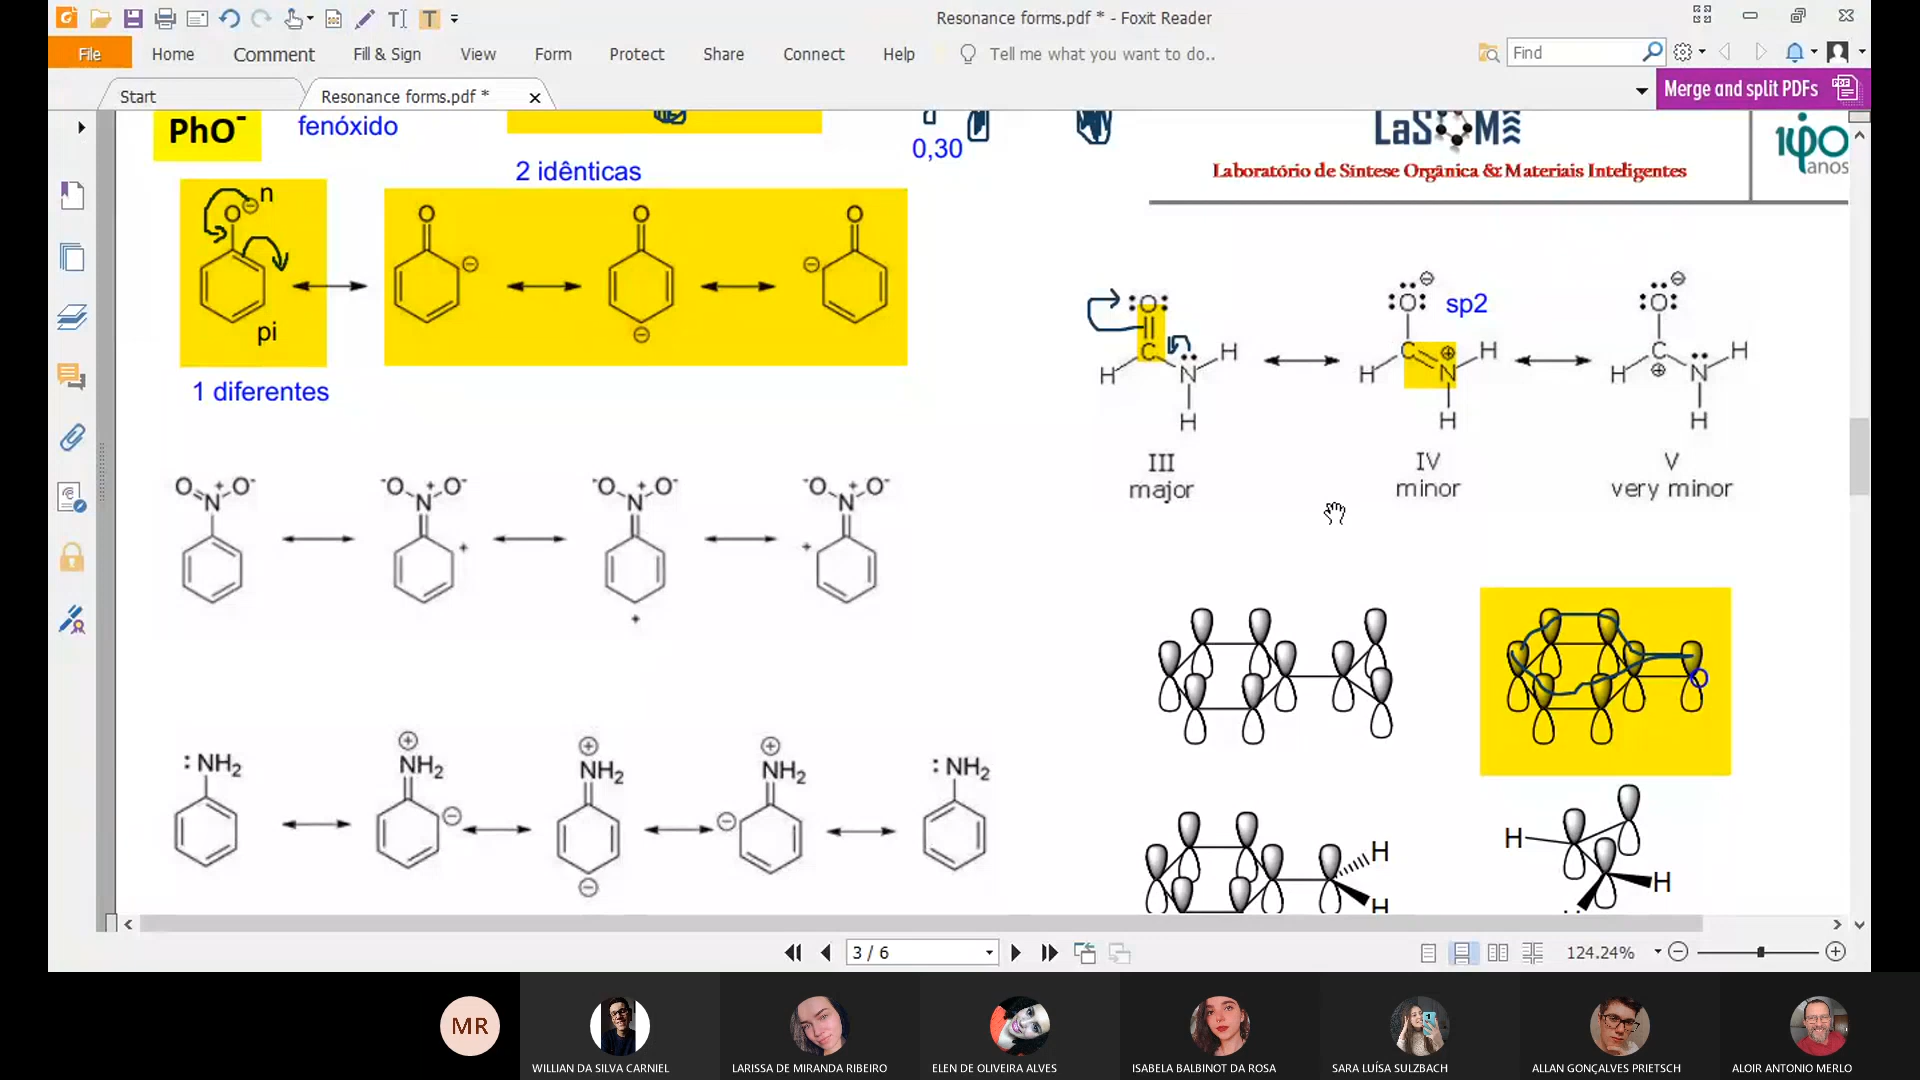 Resonance forms.pdf * - Foxit Reader
File Home Comment Fill & Sign View Form Protect Share Connect Help Tell me what you want to do.. Find
Start Resonance forms.pdf * Merge and split PDFs
PhO⁻ fenóxido
2 idênticas
0,30
LaSOMI
Laboratório de Síntese Orgânica & Materiais Inteligentes
anos
O ⊖ n
pi
O ⊖
O ⊖
⊖ O
1 diferentes
:O: C H N H H
:O: ⊖ sp2 C H N ⊕ H H
:O: ⊖ C ⊕ H N H H
III IV V
major minor very minor
O N+ O-
-O N+ O- +
-O N+ O- +
-O N+ O- +
O
:NH2
⊕ NH2 ⊖
⊕ NH2 ⊖
⊕ NH2 ⊖
:NH2
H H
H H
3 / 6 124.24%
MR
WILLIAN DA SILVA CARNIEL LARISSA DE MIRANDA RIBEIRO ELEN DE OLIVEIRA ALVES ISABELA BALBINOT DA ROSA SARA LUÍSA SULZBACH ALLAN GONÇALVES PRIETSCH ALOIR ANTONIO MERLO